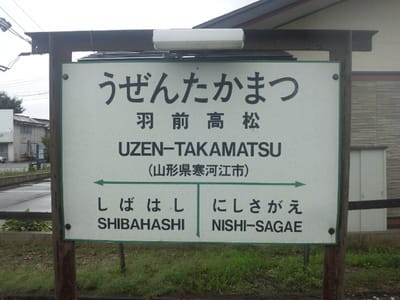 うぜんたかまつ
羽前高松
UZEN-TAKAMATSU
(山形県寒河江市)
しばはし にしさがえ
SHIBAHASHI NISHI-SAGAE